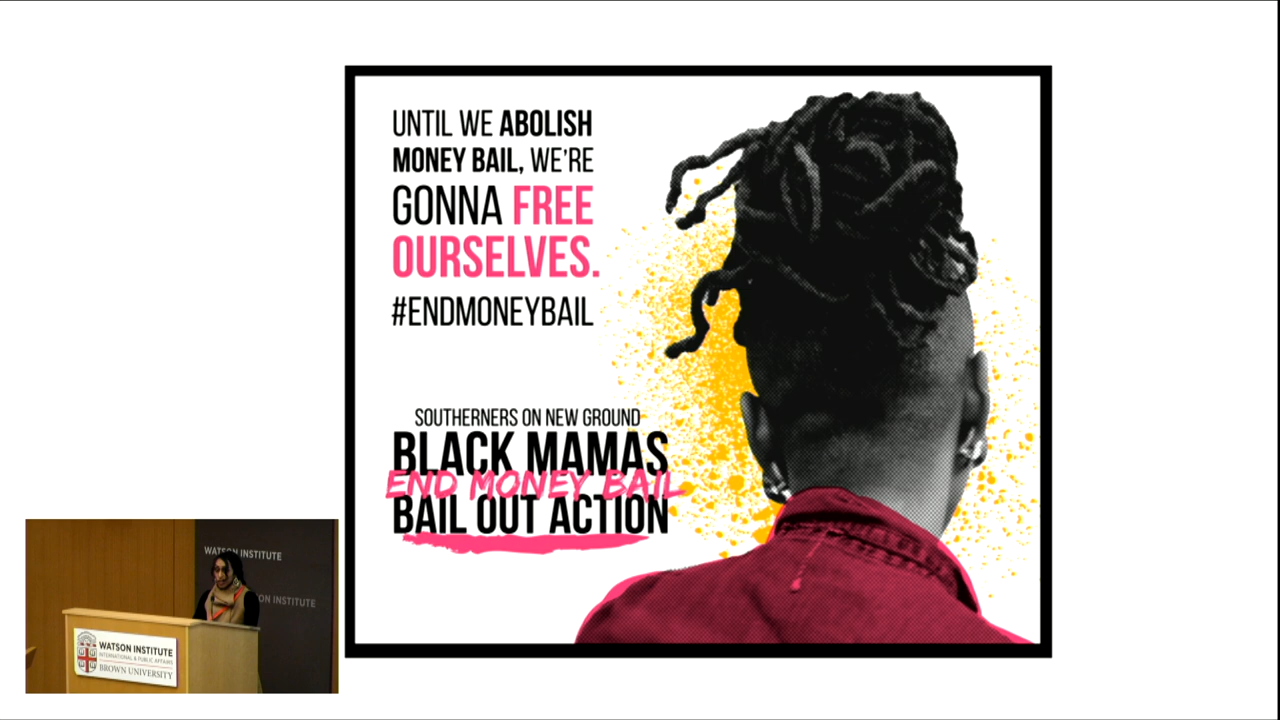 UNTIL WE ABOLISH
MONEY BAIL, WE'RE
GONNA FREE
OURSELVES.
#ENDMONEYBAIL
SOUTHERNERS ON NEW GROUND
BLACK MAMAS
END MONEY BAIL
BAIL OUT ACTION
WATSON INSTITUTE
ON INSTITUTE
WATSON INSTITUTE
INTERNATIONAL & PUBLIC AFFAIRS
BROWN UNIVERSITY